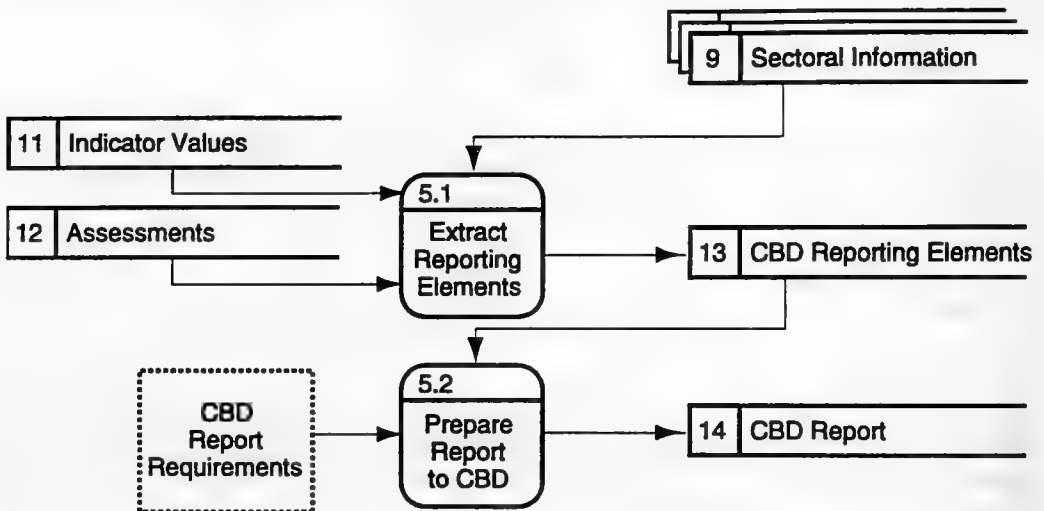 9 Sectoral Information
11 Indicator Values
5.1
12 Assessments
Extract
Reporting
Elements
13 CBD Reporting Elements
5.2
CBD
Report
Requirements
Prepare
Report
to CBD
14 CBD Report